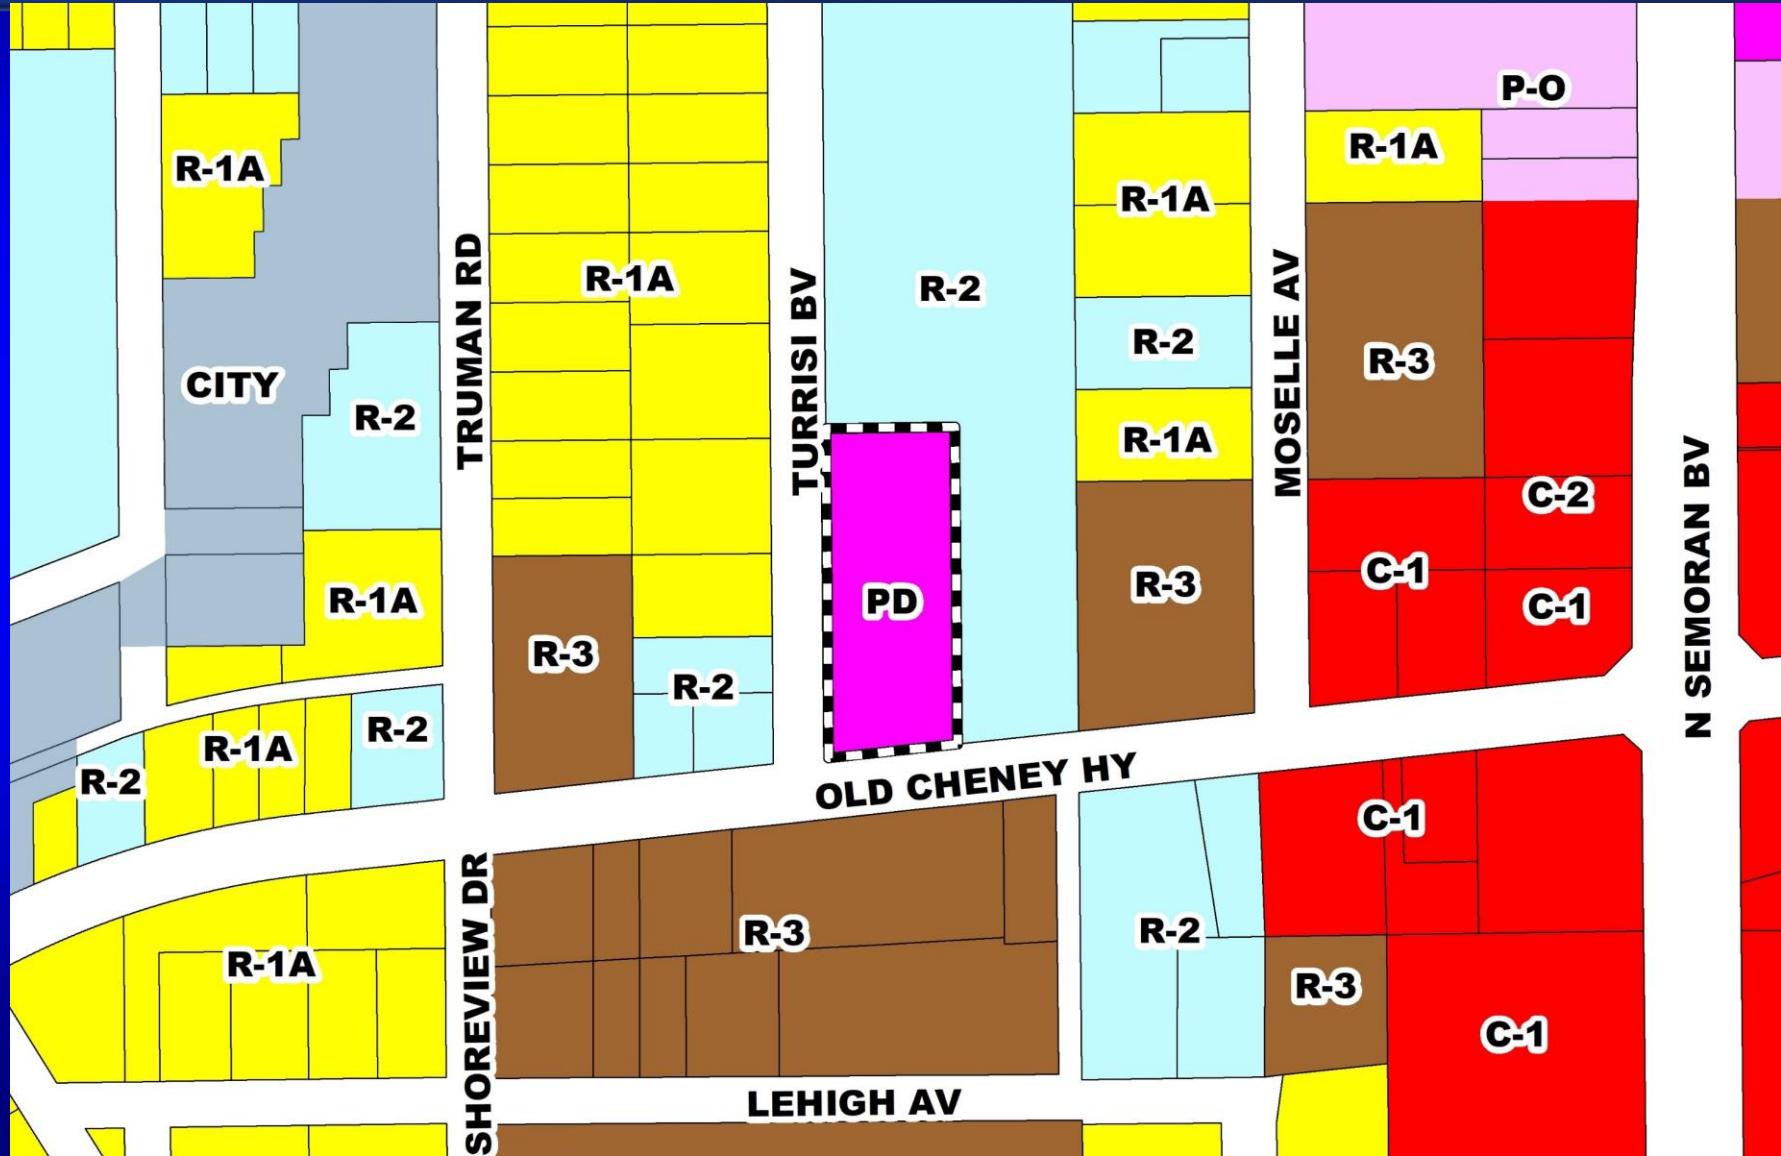 P-O
R-1A
R-1A
R-1A
R-1A
R-2
R-2
R-3
CITY
R-2
TRUMAN RD
TURRISI BV
MOSELLE AV
R-1A
C-2
N SEMORAN BV
C-1
R-3
R-1A
PD
C-1
R-3
R-2
R-2
R-1A
R-2
OLD CHENEY HY
C-1
R-3
R-2
R-1A
R-3
SHOREVIEW DR
C-1
LEHIGH AV